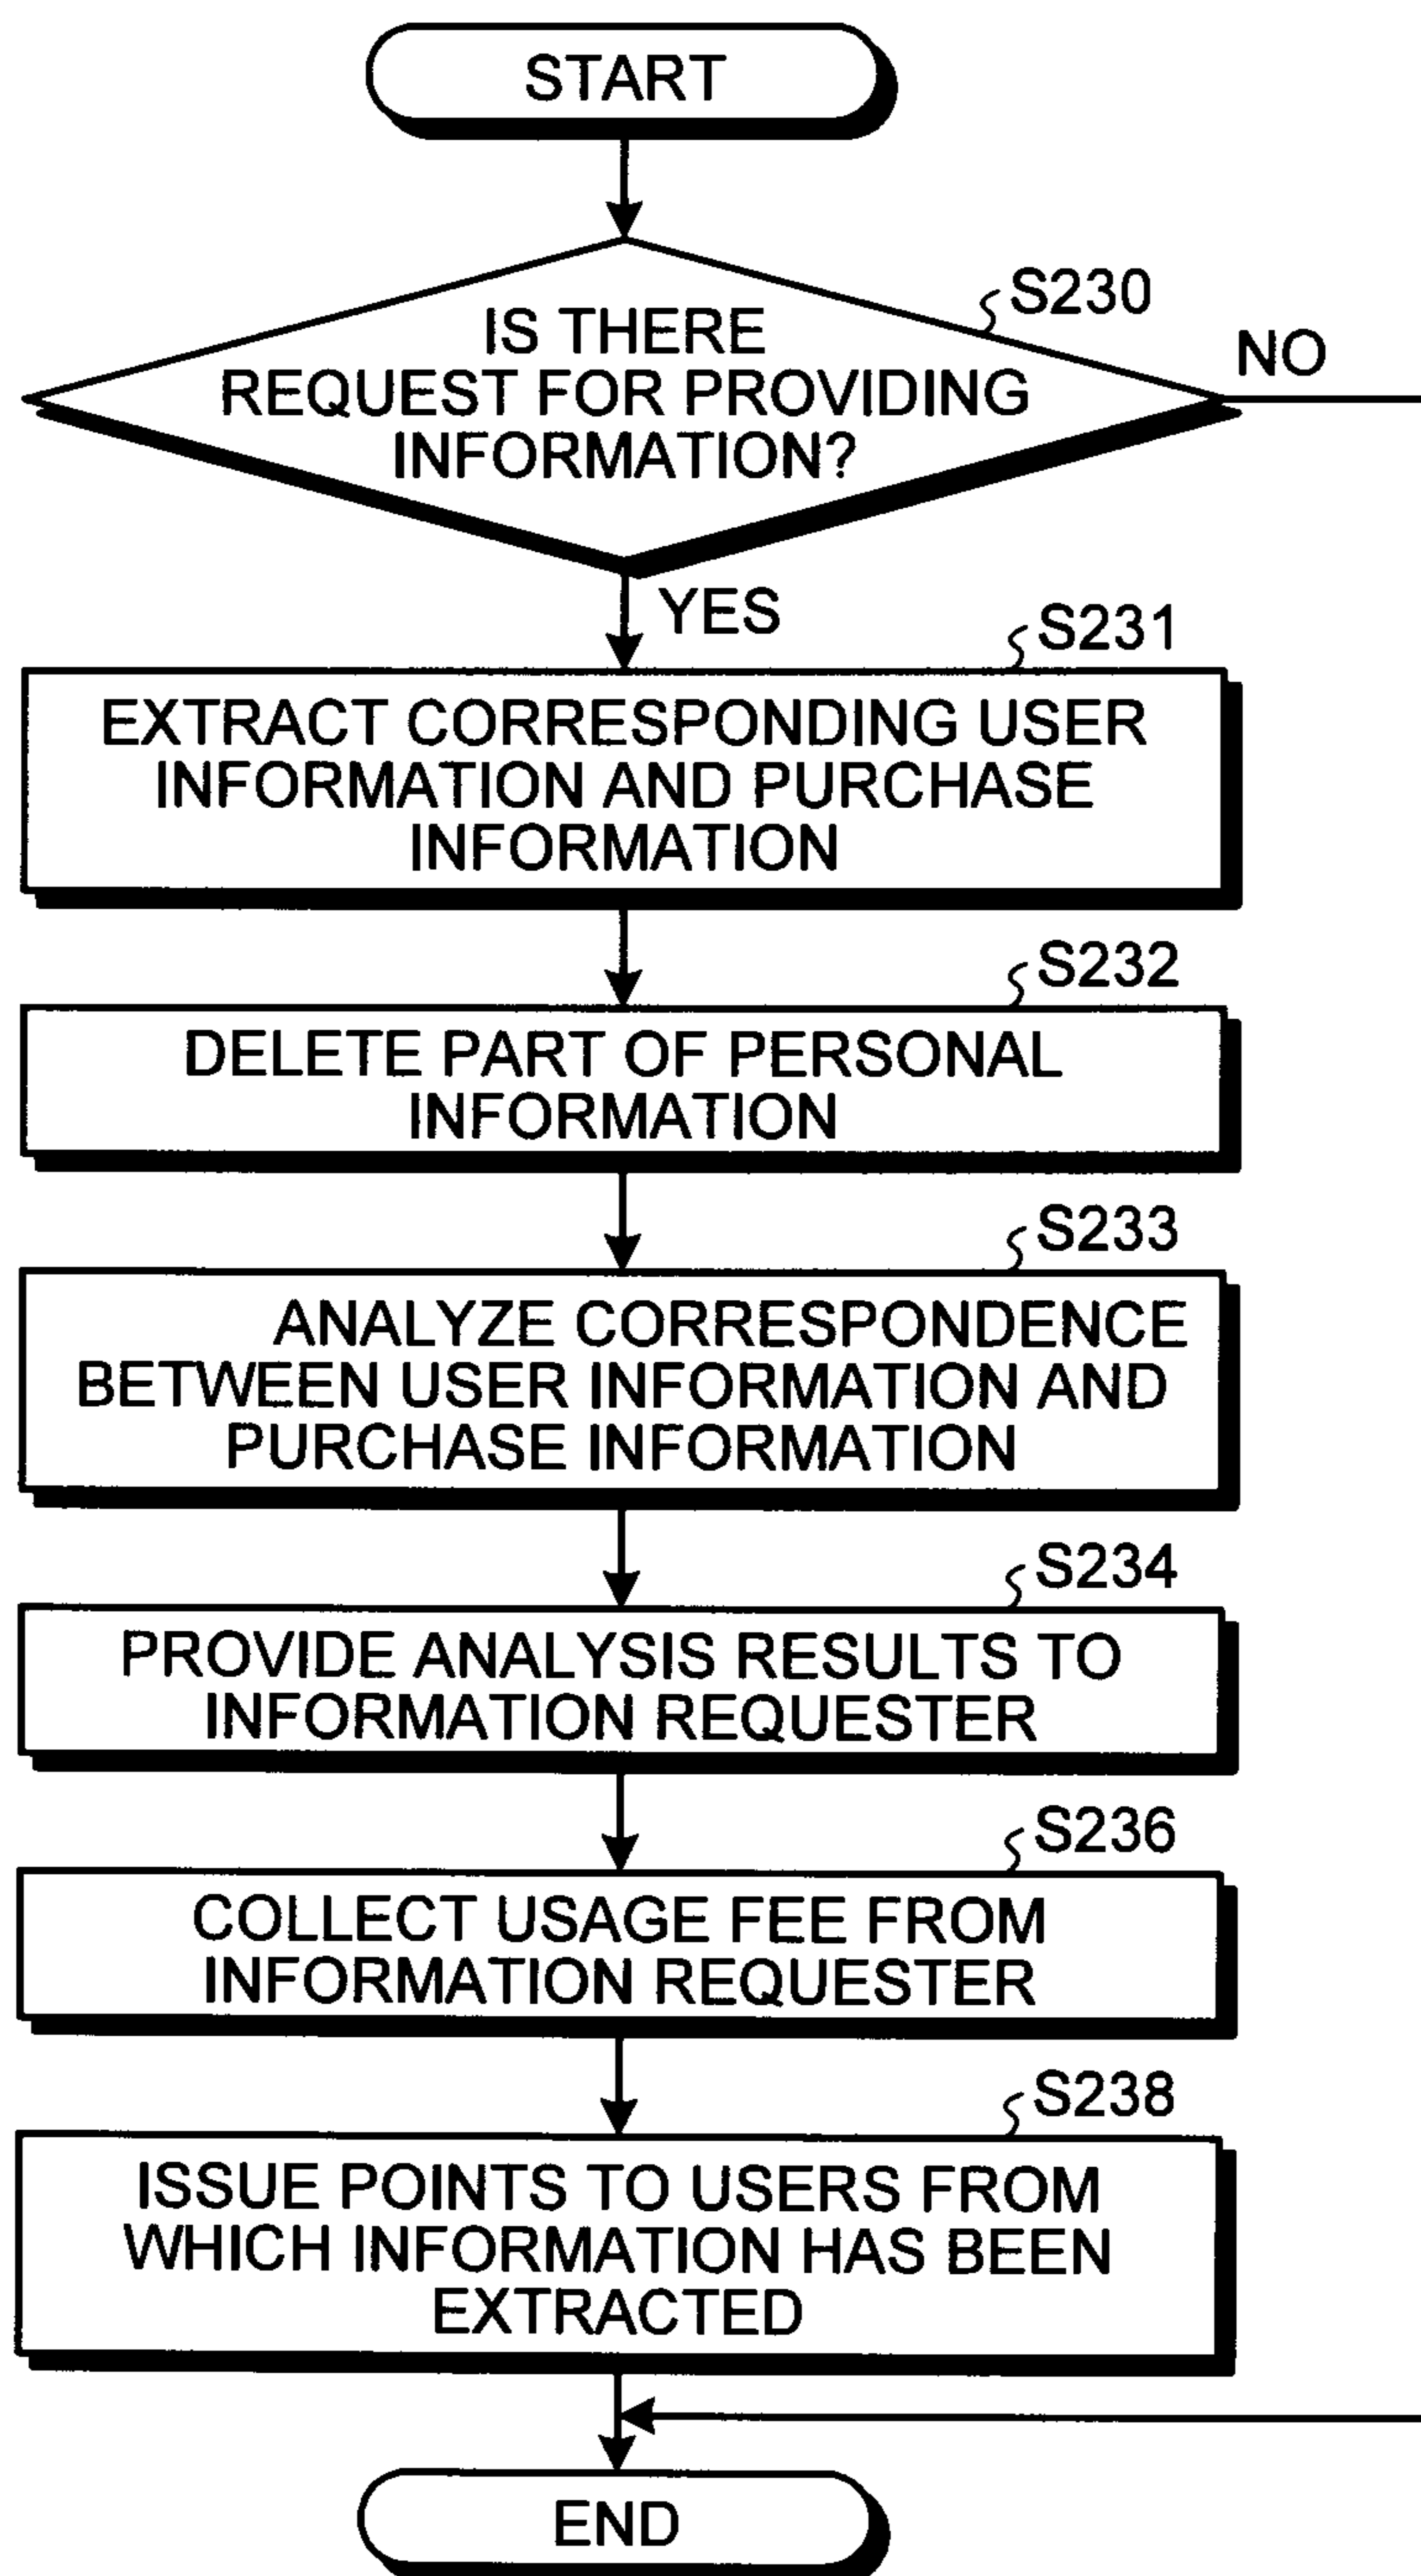 START
S230
IS THERE
REQUEST FOR PROVIDING
INFORMATION?
NO
YES
S231
EXTRACT CORRESPONDING USER
INFORMATION AND PURCHASE
INFORMATION
S232
DELETE PART OF PERSONAL
INFORMATION
S233
ANALYZE CORRESPONDENCE
BETWEEN USER INFORMATION AND
PURCHASE INFORMATION
S234
PROVIDE ANALYSIS RESULTS TO
INFORMATION REQUESTER
S236
COLLECT USAGE FEE FROM
INFORMATION REQUESTER
S238
ISSUE POINTS TO USERS FROM
WHICH INFORMATION HAS BEEN
EXTRACTED
END